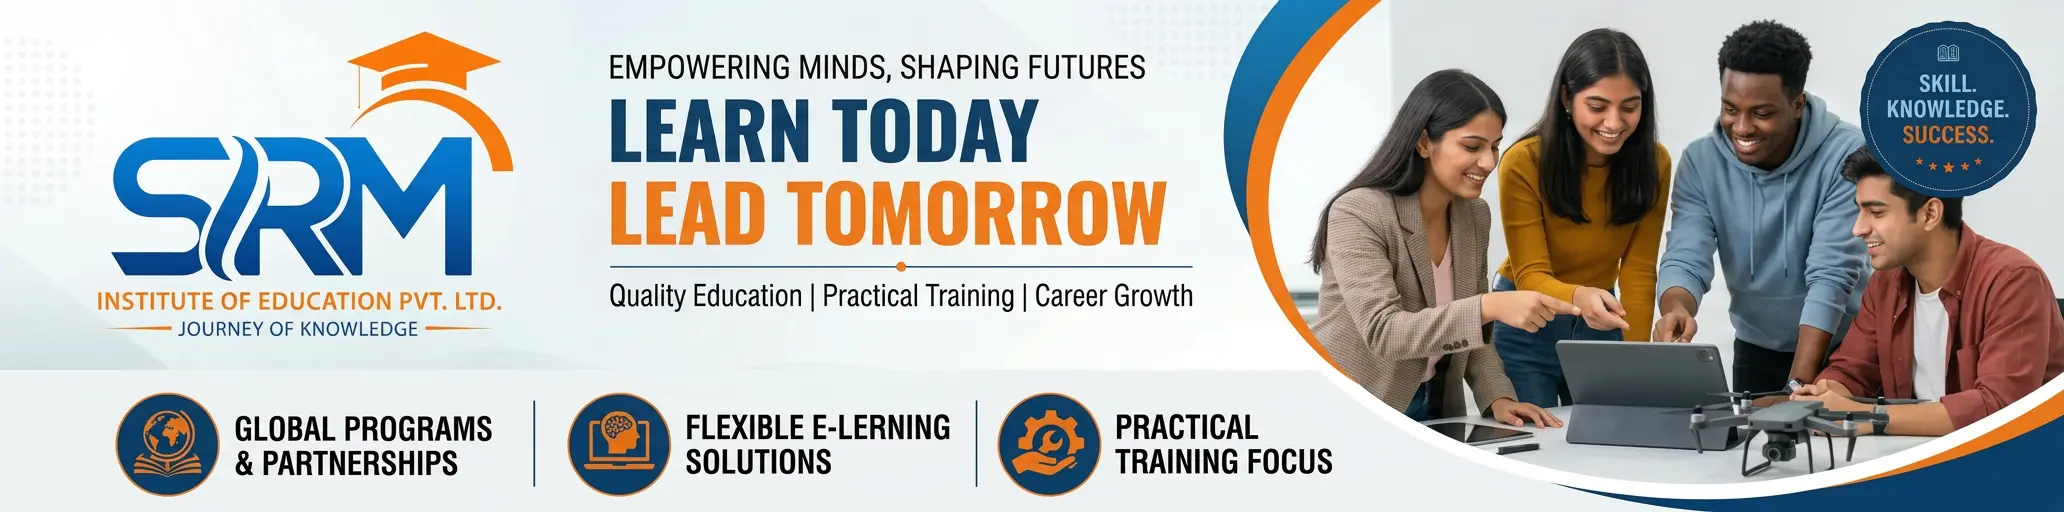 SRM
INSTITUTE OF EDUCATION PVT. LTD.
JOURNEY OF KNOWLEDGE
EMPOWERING MINDS, SHAPING FUTURES
LEARN TODAY
LEAD TOMORROW
Quality Education | Practical Training | Career Growth
SKILL.
KNOWLEDGE.
SUCCESS.
GLOBAL PROGRAMS
& PARTNERSHIPS
FLEXIBLE E-LERNING
SOLUTIONS
PRACTICAL
TRAINING FOCUS